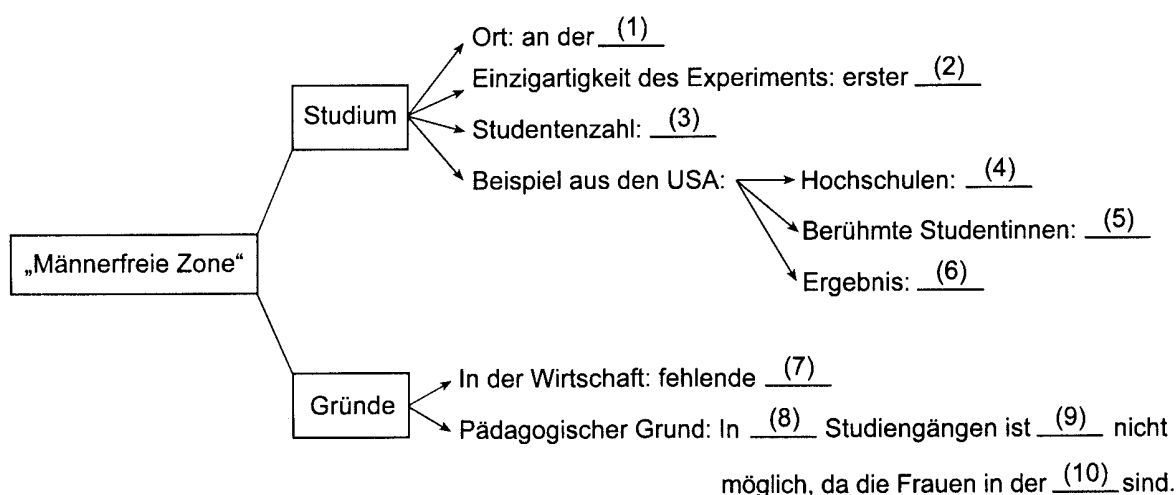 Ort: an der (1)
Einzigartigkeit des Experiments: erster (2)
Studium
Studentenzahl: (3)
Beispiel aus den USA:
Hochschulen: (4)
Berühmte Studentinnen: (5)
Ergebnis: (6)
„Männerfreie Zone“
Gründe
In der Wirtschaft: fehlende (7)
Pädagogischer Grund: In (8) Studiengängen ist (9) nicht
möglich, da die Frauen in der (10) sind.